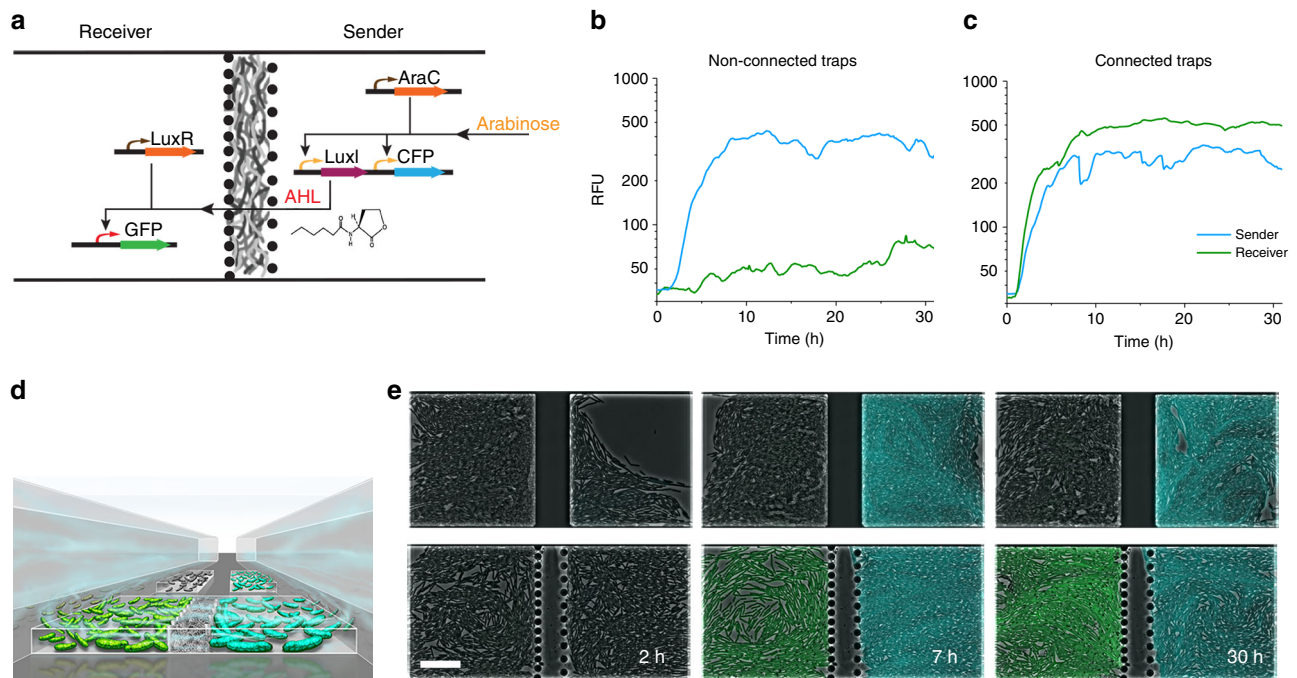 a
Receiver
Sender
AraC
Arabinose
LuxR
LuxI
CFP
AHL
GFP
H
O
N
H
O
O
b
Non-connected traps
1000
500
200
100
50
RFU
0
10
20
30
Time (h)
c
Connected traps
1000
500
200
100
50
Sender
Receiver
0
10
20
30
Time (h)
d
e
2 h
7 h
30 h